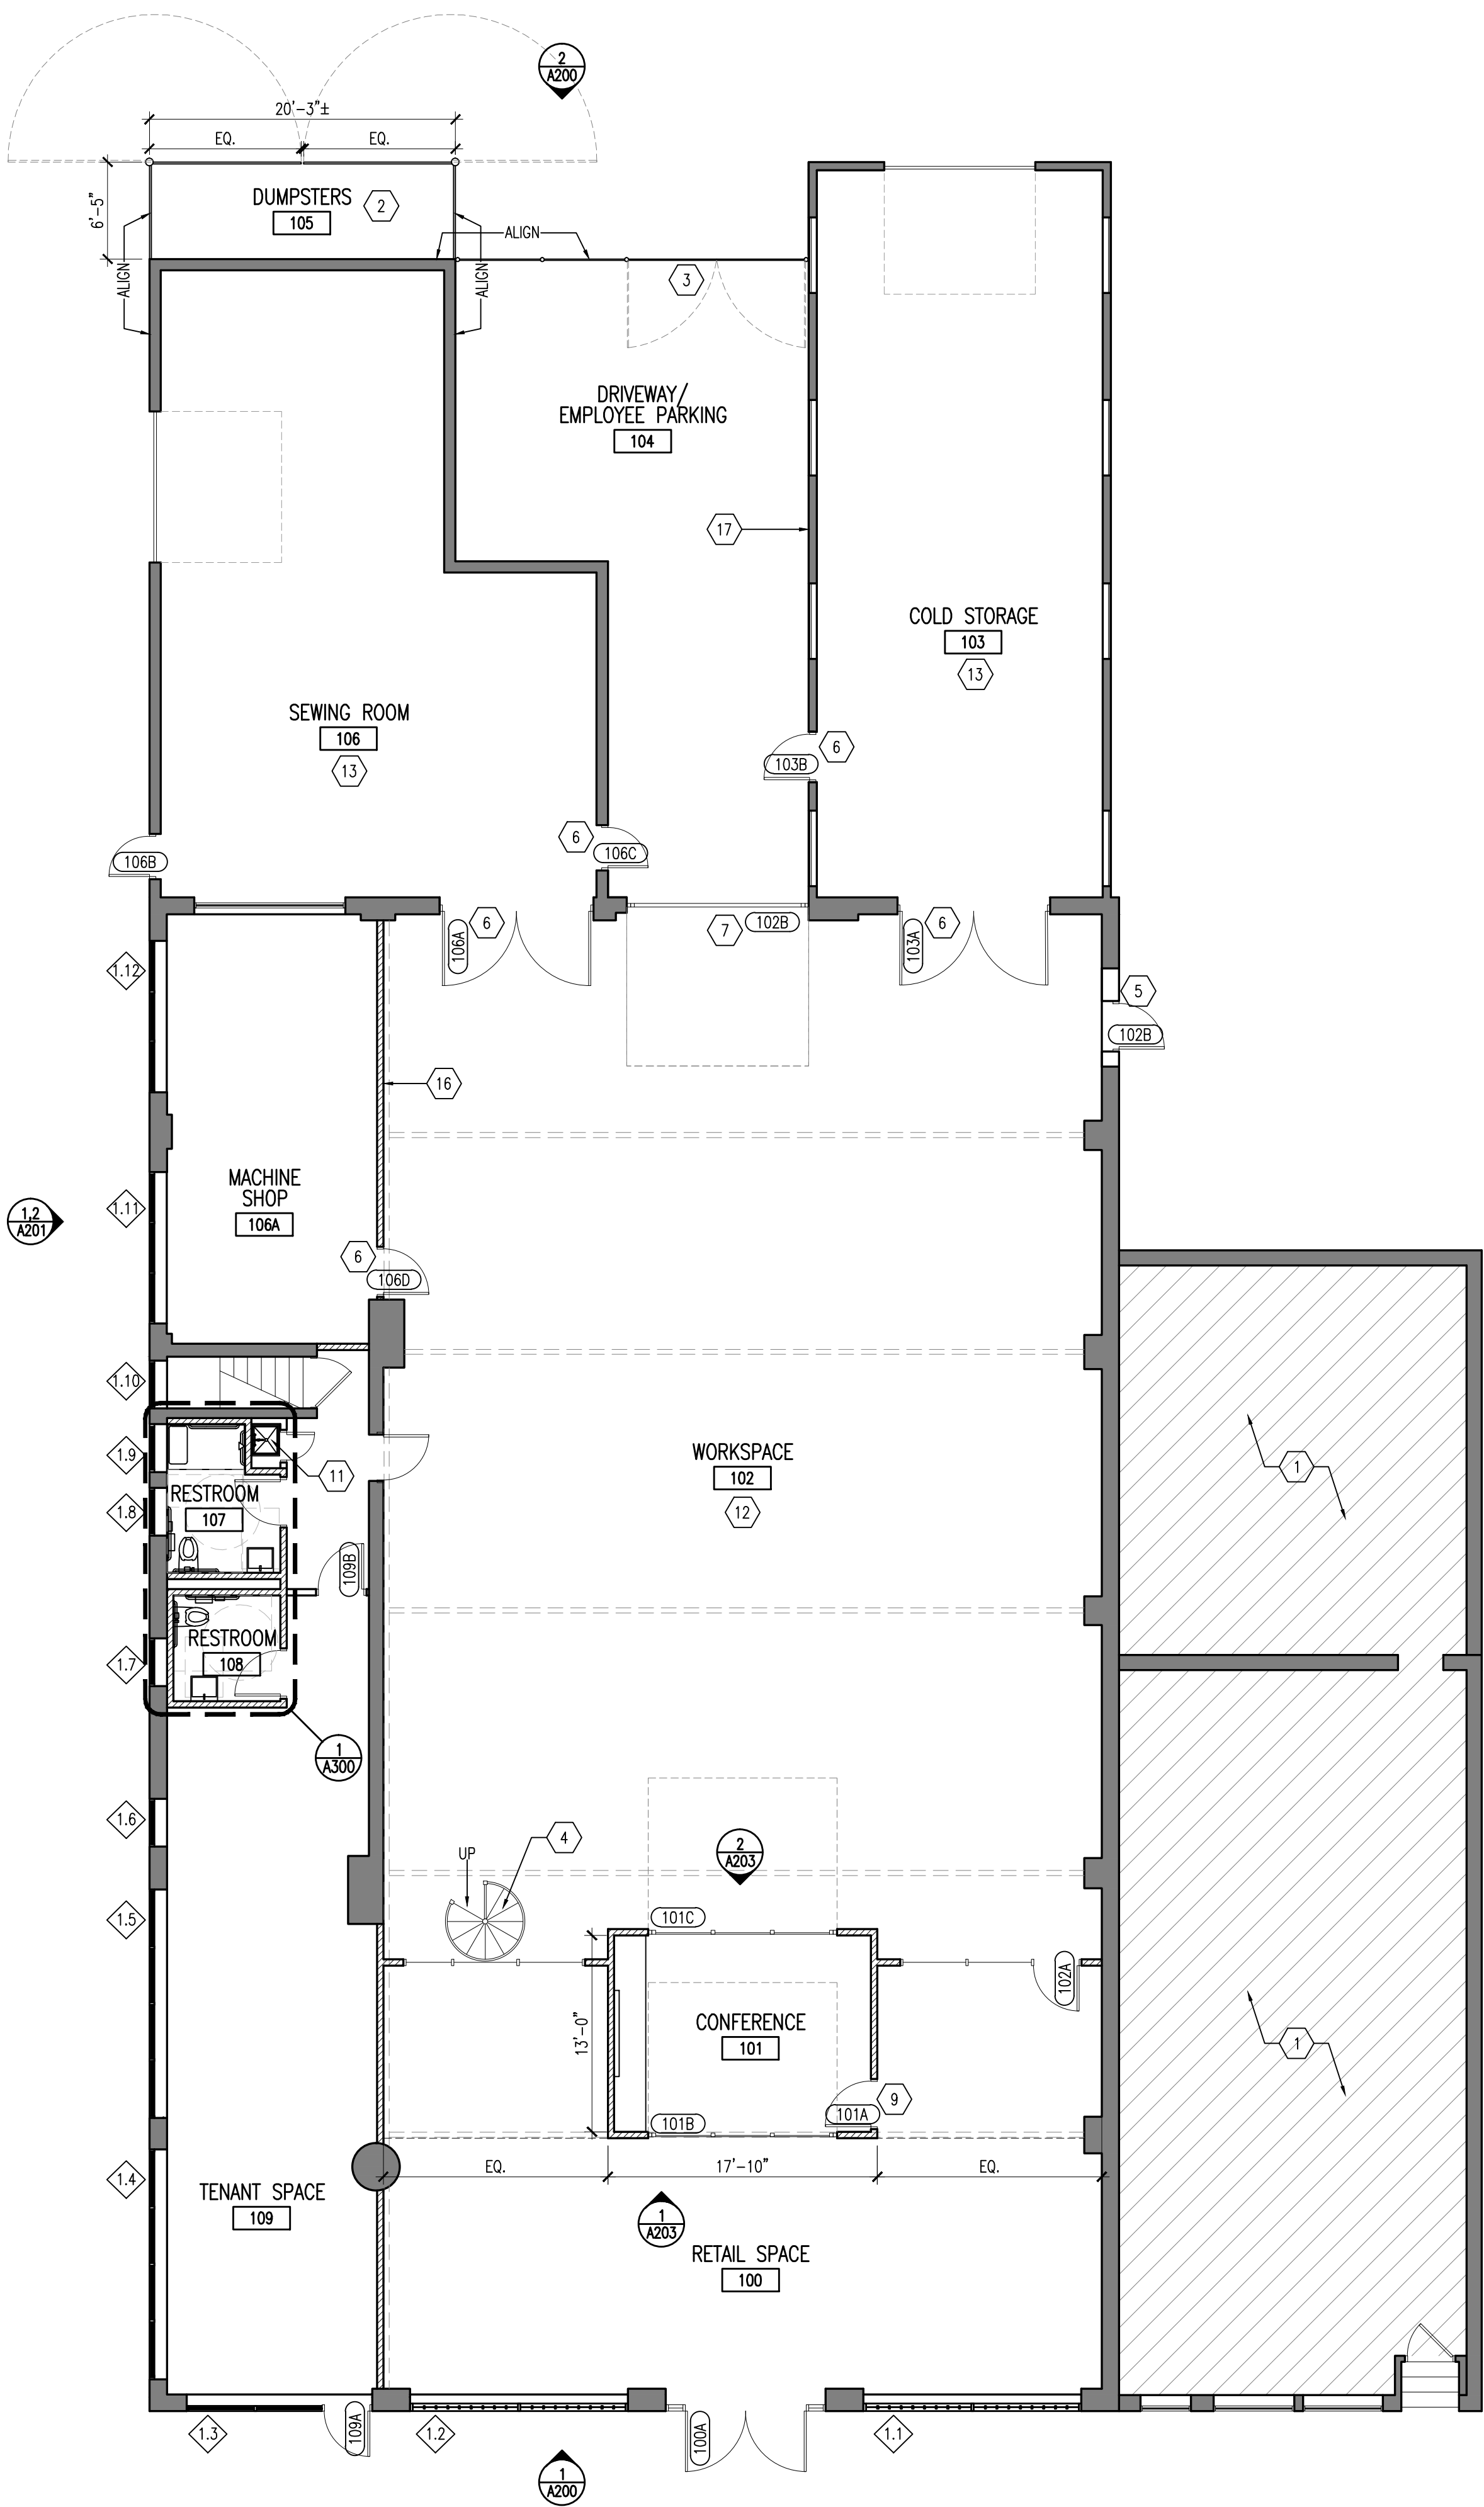 2
A200
20'-3"±
EQ.
EQ.
6'-5"
DUMPSTERS
105
2
ALIGN
ALIGN
ALIGN
3
DRIVEWAY/
EMPLOYEE PARKING
104
17
COLD STORAGE
103
13
SEWING ROOM
106
13
6
103B
6
106C
106B
106A
6
7
102B
103A
6
1.12
5
102B
16
MACHINE
SHOP
106A
1,2
A201
1.11
6
106D
1.10
1.9
11
WORKSPACE
102
12
1
RESTROOM
107
1.8
109B
RESTROOM
108
1.7
1
A300
1.6
UP
4
2
A203
1.5
101C
102A
13'-0"
CONFERENCE
101
1
9
101A
101B
EQ.
17'-10"
EQ.
1.4
TENANT SPACE
109
1
A203
RETAIL SPACE
100
1.3
109A
1.2
100A
1.1
1
A200